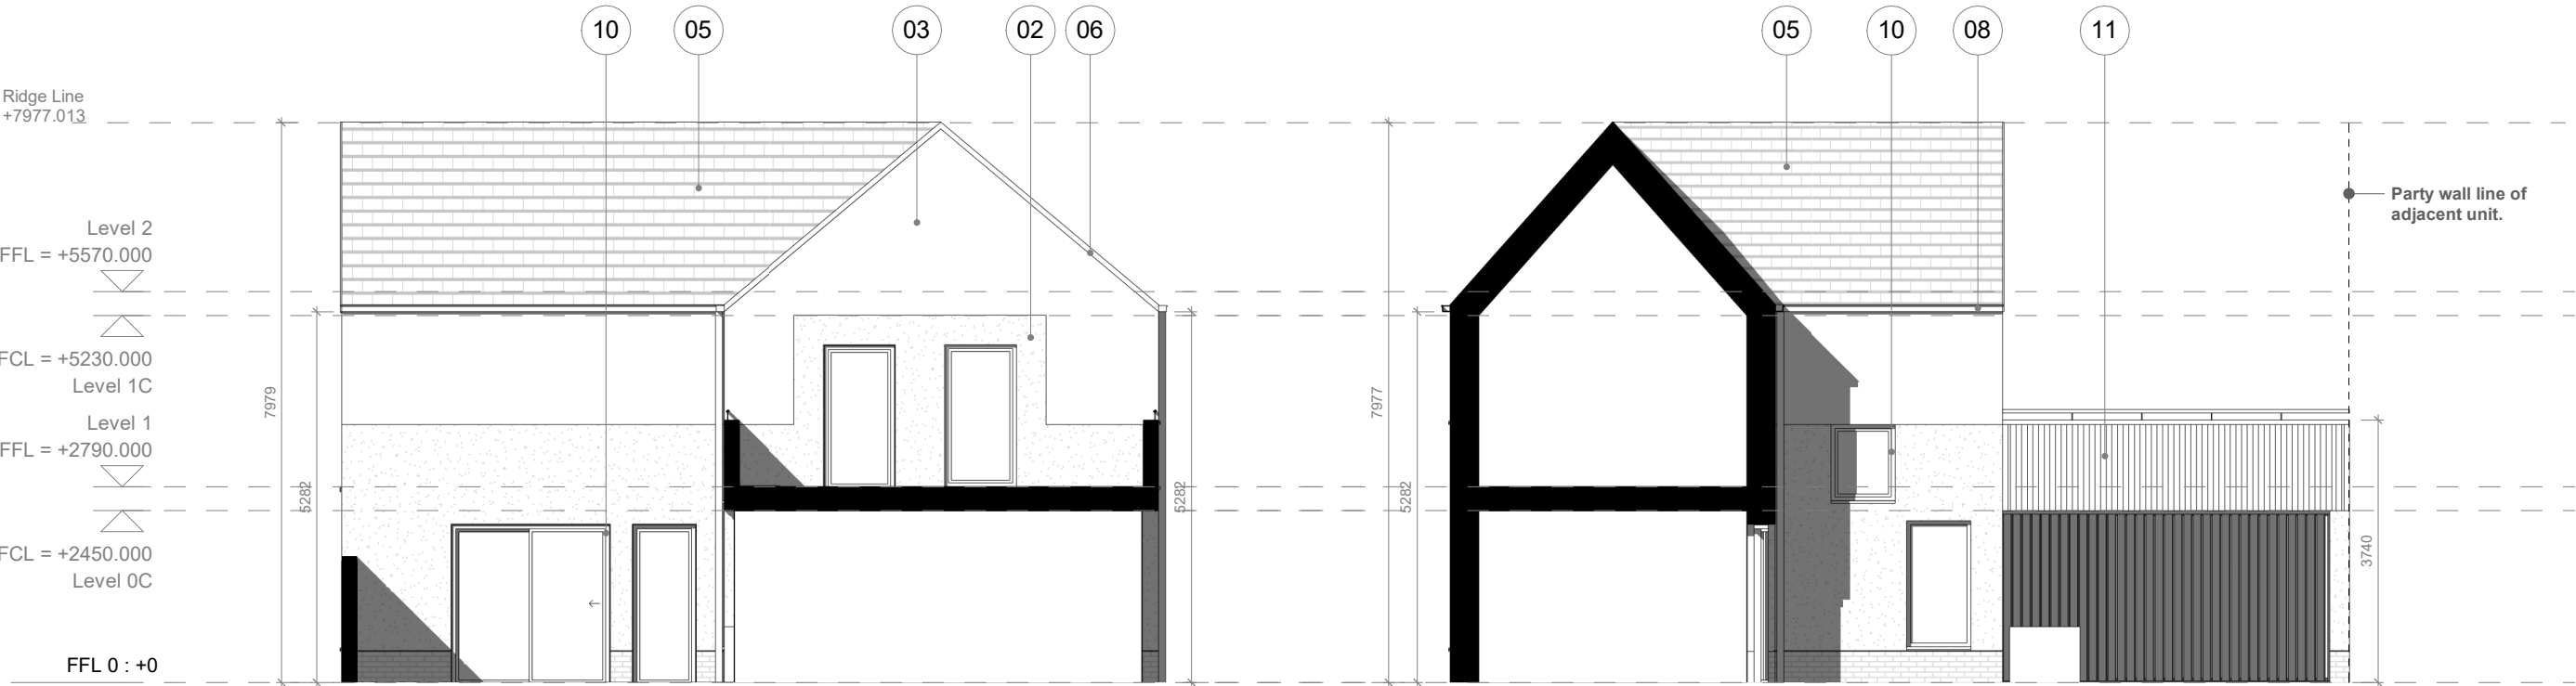 10
05
03
02
06
05
10
08
11
Ridge Line
+7977.013
Party wall line of
adjacent unit.
Level 2
FFL = +5570.000
FCL = +5230.000
Level 1C
Level 1
FFL = +2790.000
FCL = +2450.000
Level 0C
FFL 0 : +0
7979
5282
5282
7977
5282
3740